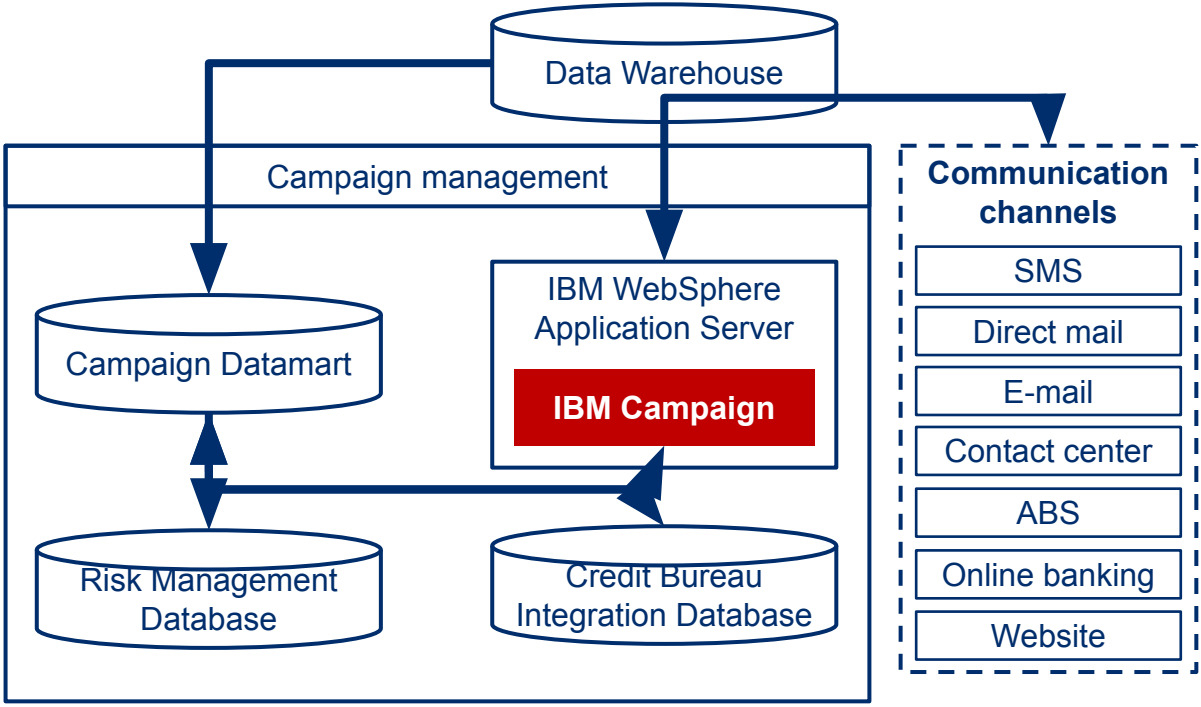 Data Warehouse
Campaign management
Campaign Datamart
IBM WebSphere
Application Server
IBM Campaign
Risk Management
Database
Credit Bureau
Integration Database
Communication
channels
SMS
Direct mail
E-mail
Contact center
ABS
Online banking
Website